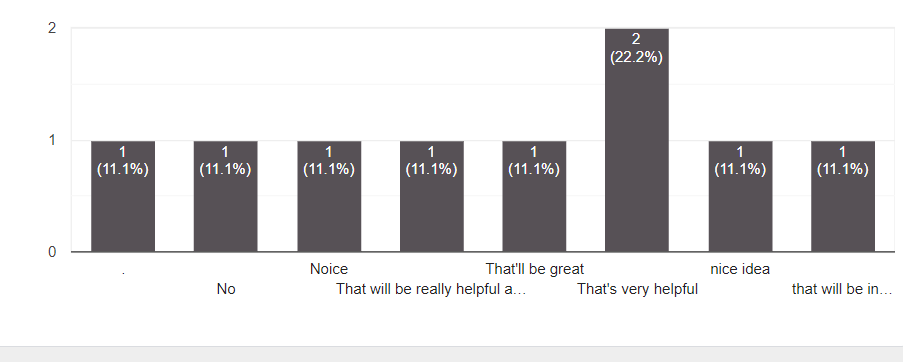 2
2
(22.2%)
1
1
(11.1%)
1
(11.1%)
1
(11.1%)
1
(11.1%)
1
(11.1%)
1
(11.1%)
1
(11.1%)
0
.
Noice
That'll be great
nice idea
No
That will be really helpful a…
That's very helpful
that will be in…